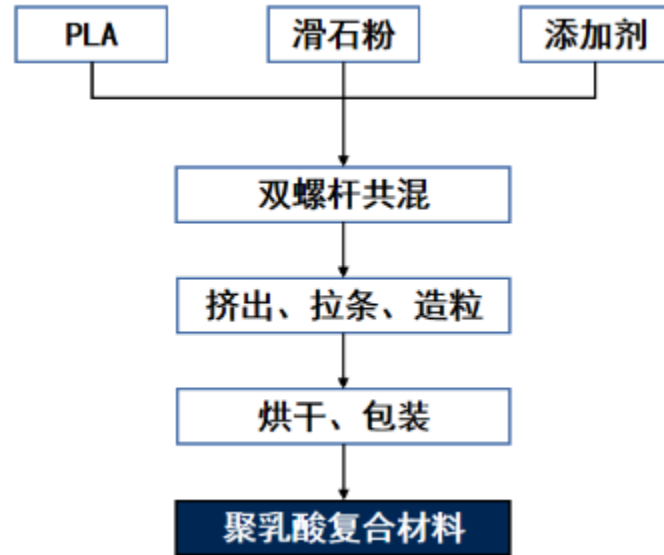 PLA
滑石粉
添加剂
双螺杆共混
挤出、拉条、造粒
烘干、包装
聚乳酸复合材料